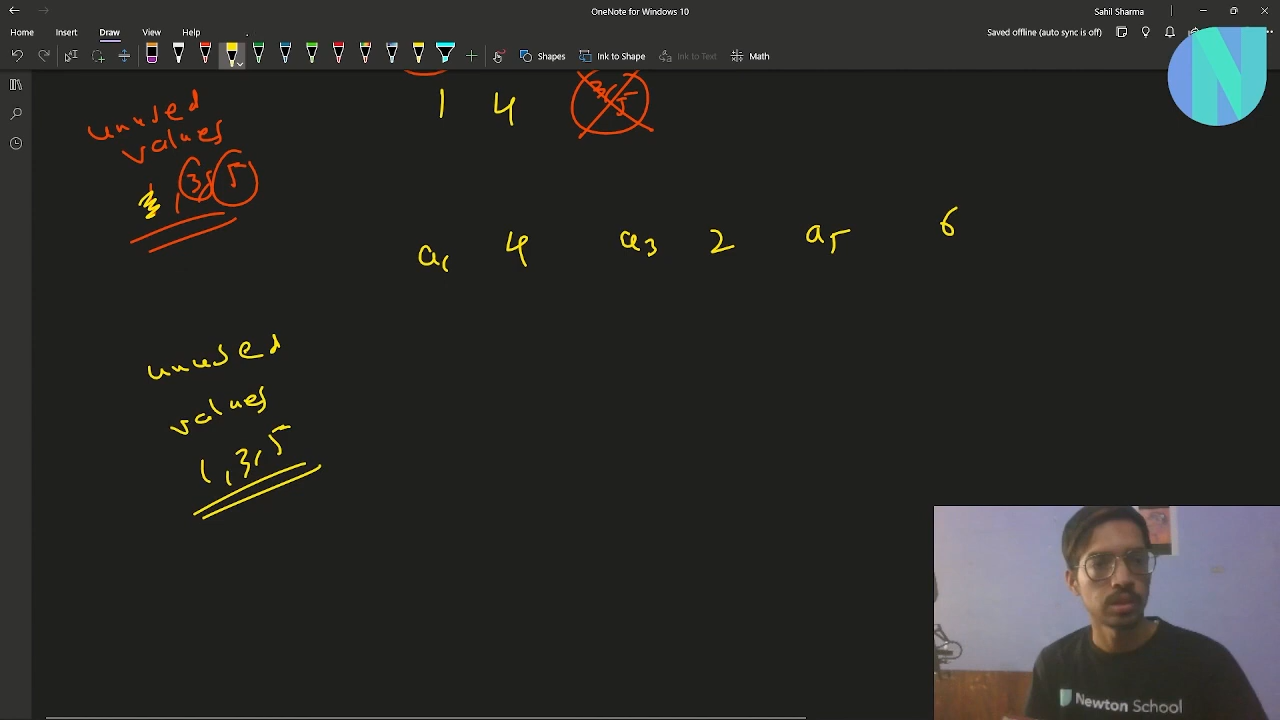 OneNote for Windows 10
Sahil Sharma
Home Insert Draw View Help
Saved offline (auto sync is off)
Shapes Ink to Shape Ink to Text Math
1 4
unused
values
3, 5
a1 4 a3 2 a5 6
unused
values
1, 3, 5
Newton School